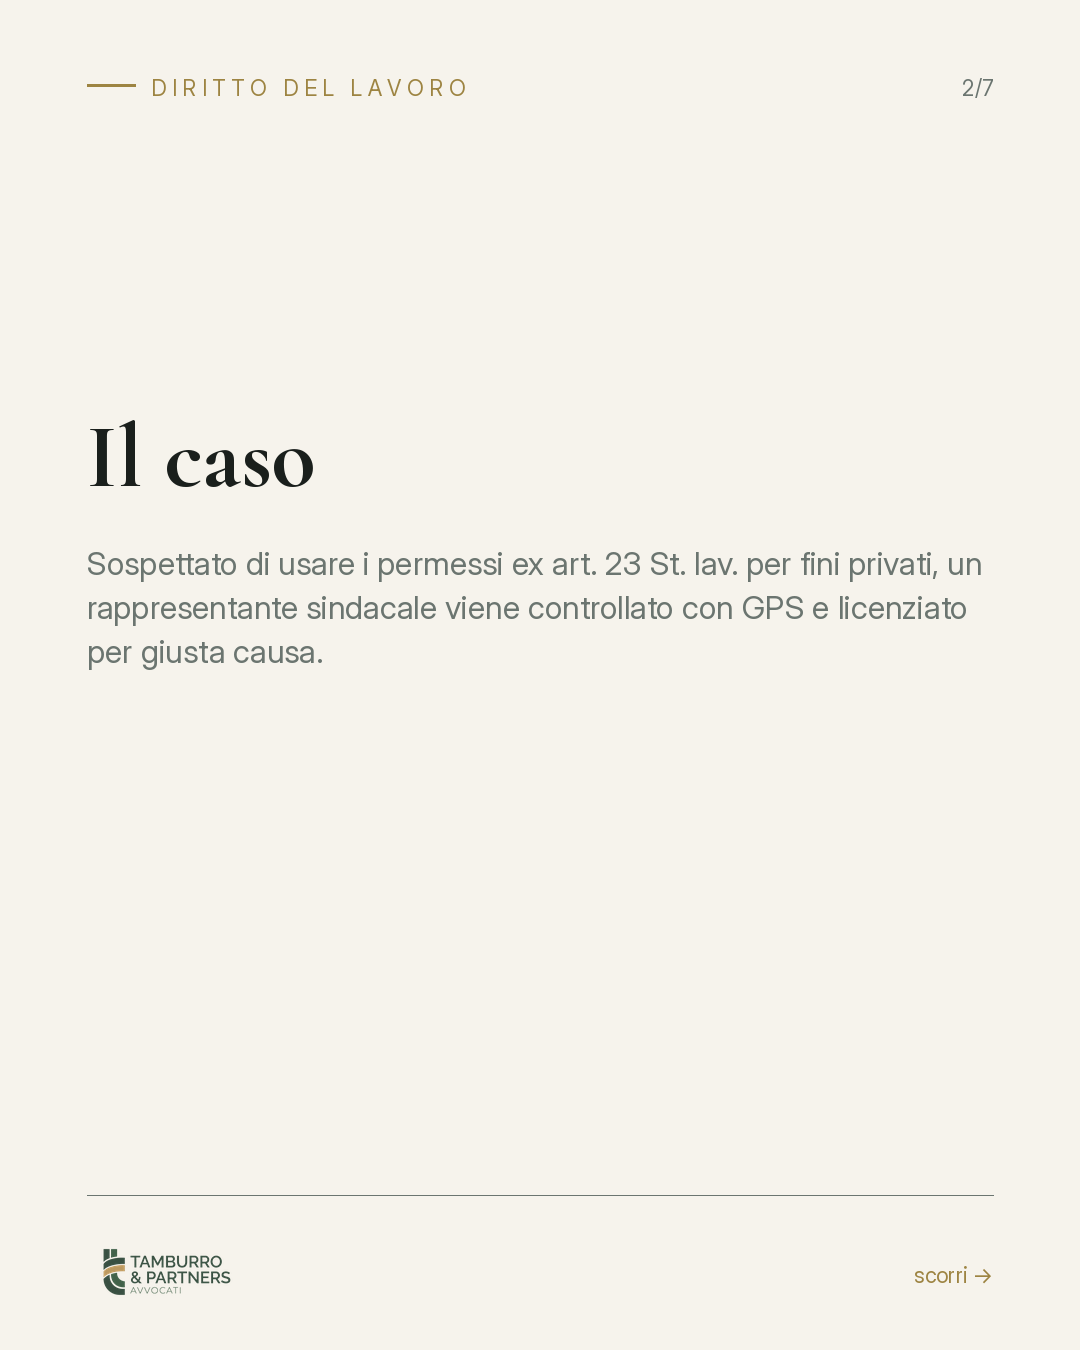 DIRITTO DEL LAVORO
2/7
Il caso
Sospettato di usare i permessi ex art. 23 St. lav. per fini privati, un
rappresentante sindacale viene controllato con GPS e licenziato
per giusta causa.
TAMBURRO
& PARTNERS
AVVOCATI
scorri →